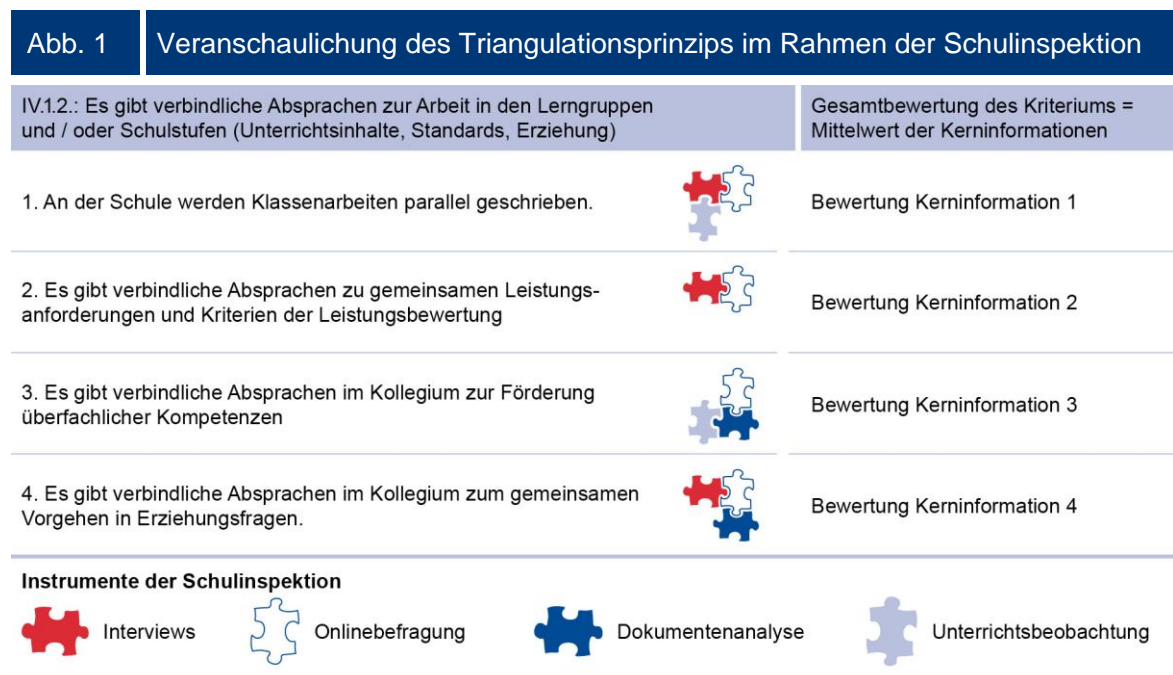 Abb. 1
Veranschaulichung des Triangulationsprinzips im Rahmen der Schulinspektion
IV.1.2.: Es gibt verbindliche Absprachen zur Arbeit in den Lerngruppen
und / oder Schulstufen (Unterrichtsinhalte, Standards, Erziehung)
Gesamtbewertung des Kriteriums =
Mittelwert der Kerninformationen
1. An der Schule werden Klassenarbeiten parallel geschrieben.
Bewertung Kerninformation 1
2. Es gibt verbindliche Absprachen zu gemeinsamen Leistungs-
anforderungen und Kriterien der Leistungsbewertung
Bewertung Kerninformation 2
3. Es gibt verbindliche Absprachen im Kollegium zur Förderung
überfachlicher Kompetenzen
Bewertung Kerninformation 3
4. Es gibt verbindliche Absprachen im Kollegium zum gemeinsamen
Vorgehen in Erziehungsfragen.
Bewertung Kerninformation 4
Instrumente der Schulinspektion
Interviews
Onlinebefragung
Dokumentenanalyse
Unterrichtsbeobachtung